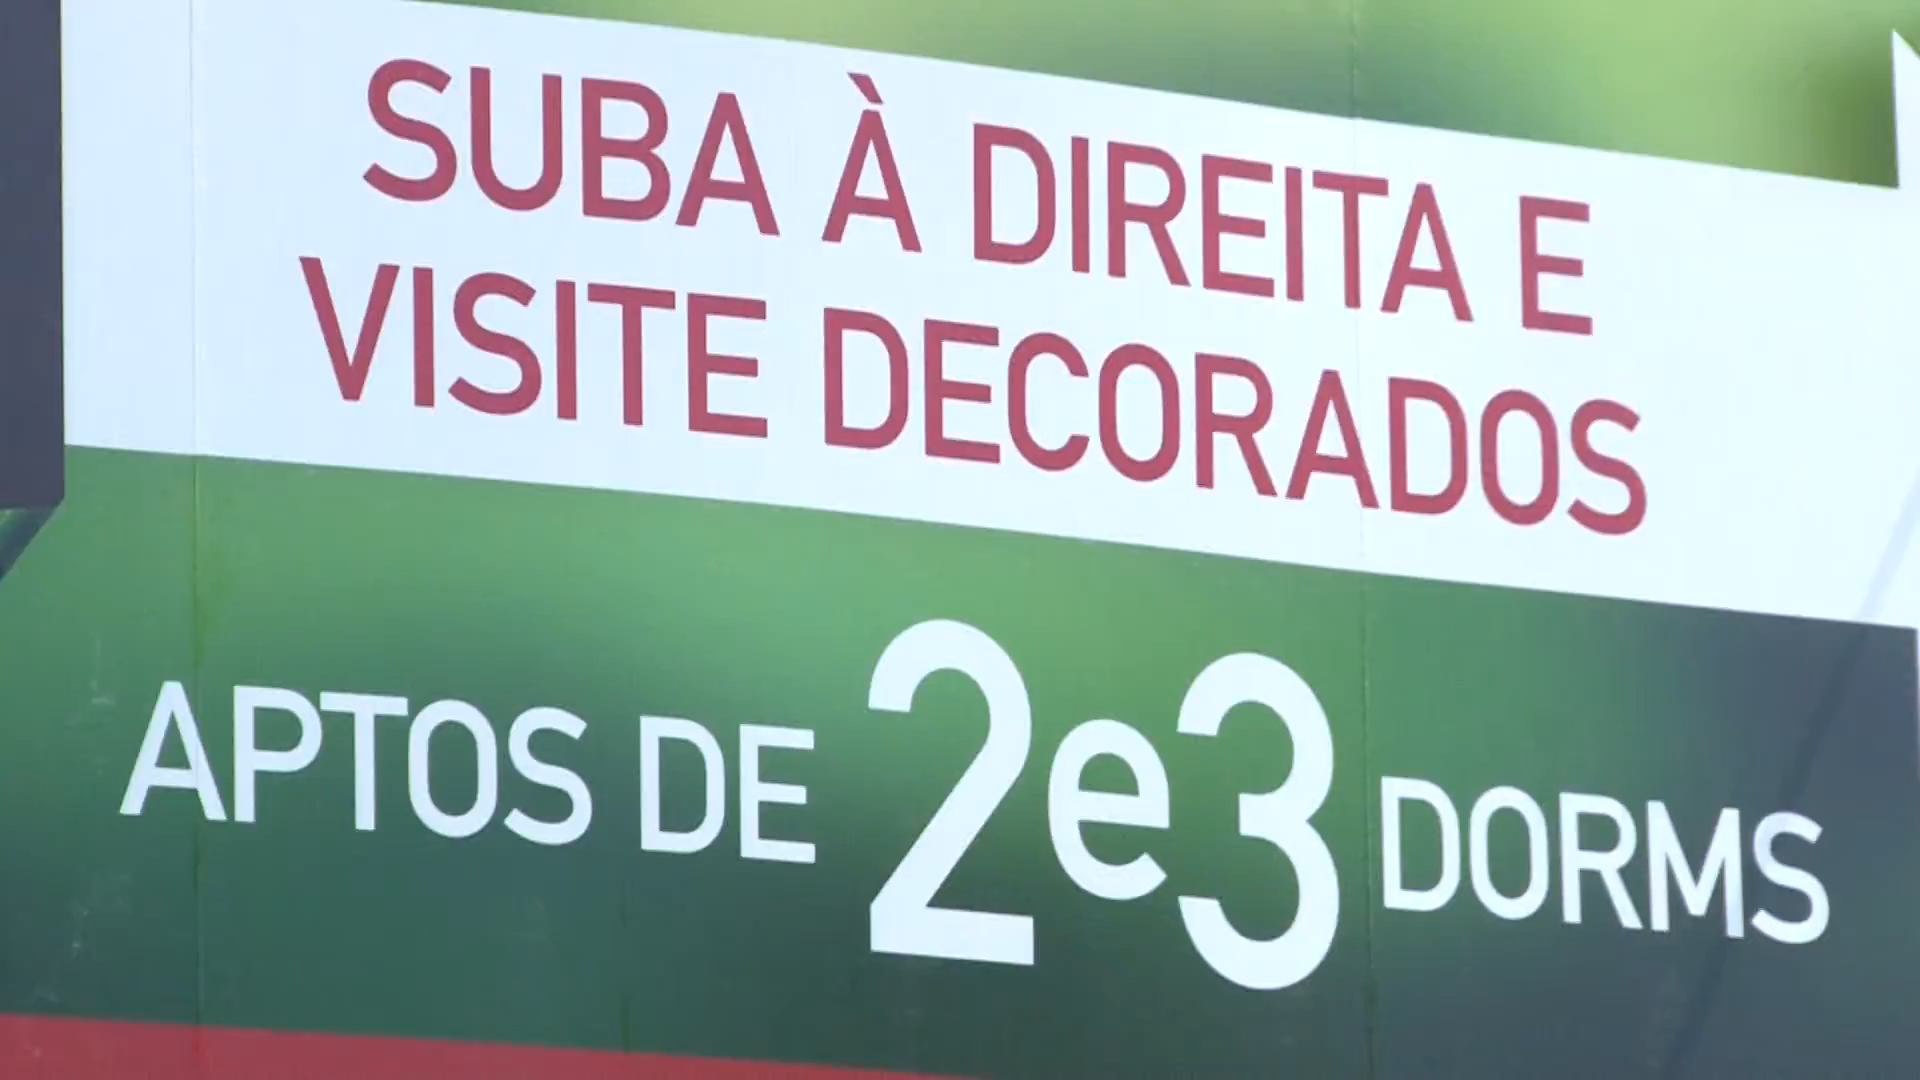 SUBA À DIREITA E
VISITE DECORADOS
APTOS DE 2e3 DORMS